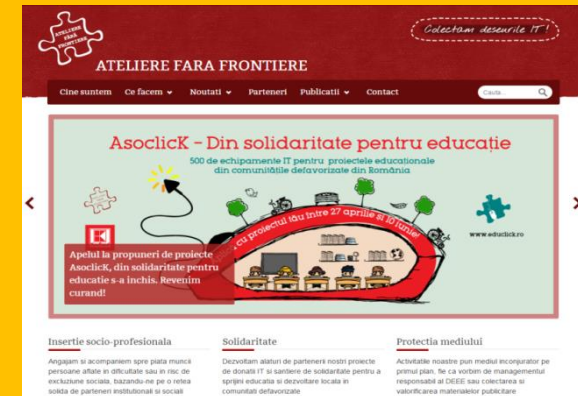 ATELIERE
FĂRĂ
FRONTIERE
Colectam deseurile IT !
ATELIERE FARA FRONTIERE
Cine suntem Ce facem Noutati Parteneri Publicatii Contact
Cauta...
AsoclicK – Din solidaritate pentru educație
500 de echipamente IT pentru proiectele educaționale
din comunitățile defavorizate din România
cu proiectul tău între 27 aprilie și 10 iunie!
www.educlick.ro
Apelul la propuneri de proiecte
AsoclicK, din solidaritate pentru
educatie s-a inchis. Revenim
curand!
Insertie socio-profesionala
Angajam si acompaniem spre piata muncii
persoane aflate in dificultate sau in risc de
excluziune sociala, bazandu-ne pe o retea
solida de parteneri institutionali si sociali
Solidaritate
Dezvoltam alaturi de partenerii nostri proiecte
de donatii IT si santiere de solidaritate pentru a
sprijini educatia si dezvoltare locala in
comunitati defavorizate
Protectia mediului
Activitatile noastre pun mediul inconjurator pe
primul plan, fie ca vorbim de managementul
responsabil al DEEE sau colectarea si
valorificarea materialelor publicitare